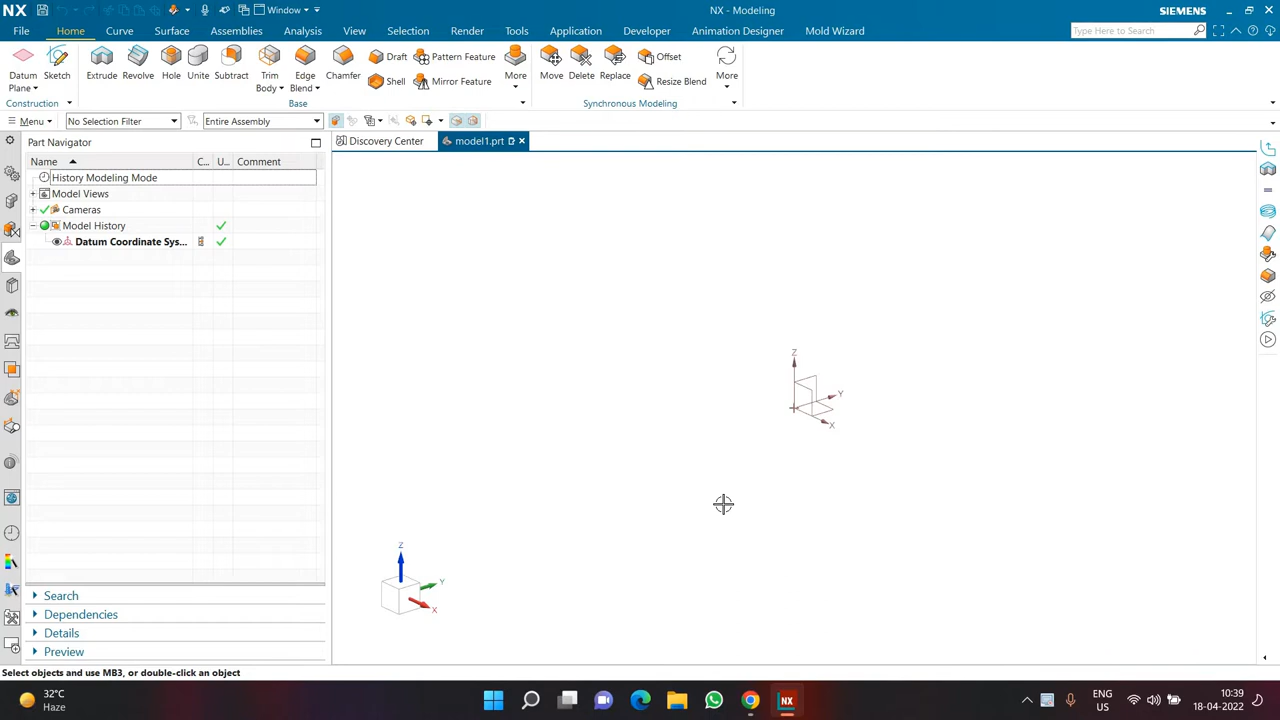 NX
Window
NX - Modeling
SIEMENS
File
Home
Curve
Surface
Assemblies
Analysis
View
Selection
Render
Tools
Application
Developer
Animation Designer
Mold Wizard
Type Here to Search
Datum Plane
Sketch
Extrude
Revolve
Hole
Unite
Subtract
Trim Body
Edge Blend
Chamfer
Draft
Shell
Pattern Feature
Mirror Feature
More
Move
Delete
Replace
Offset
Resize Blend
More
Construction
Base
Synchronous Modeling
Menu
No Selection Filter
Entire Assembly
Part Navigator
Discovery Center
model1.prt
Name
C...
U...
Comment
History Modeling Mode
Model Views
Cameras
Model History
Datum Coordinate Sys...
Z
Y
X
Z
Y
X
Search
Dependencies
Details
Preview
Select objects and use MB3, or double-click an object
32°C
Haze
NX
ENG
US
10:39
18-04-2022